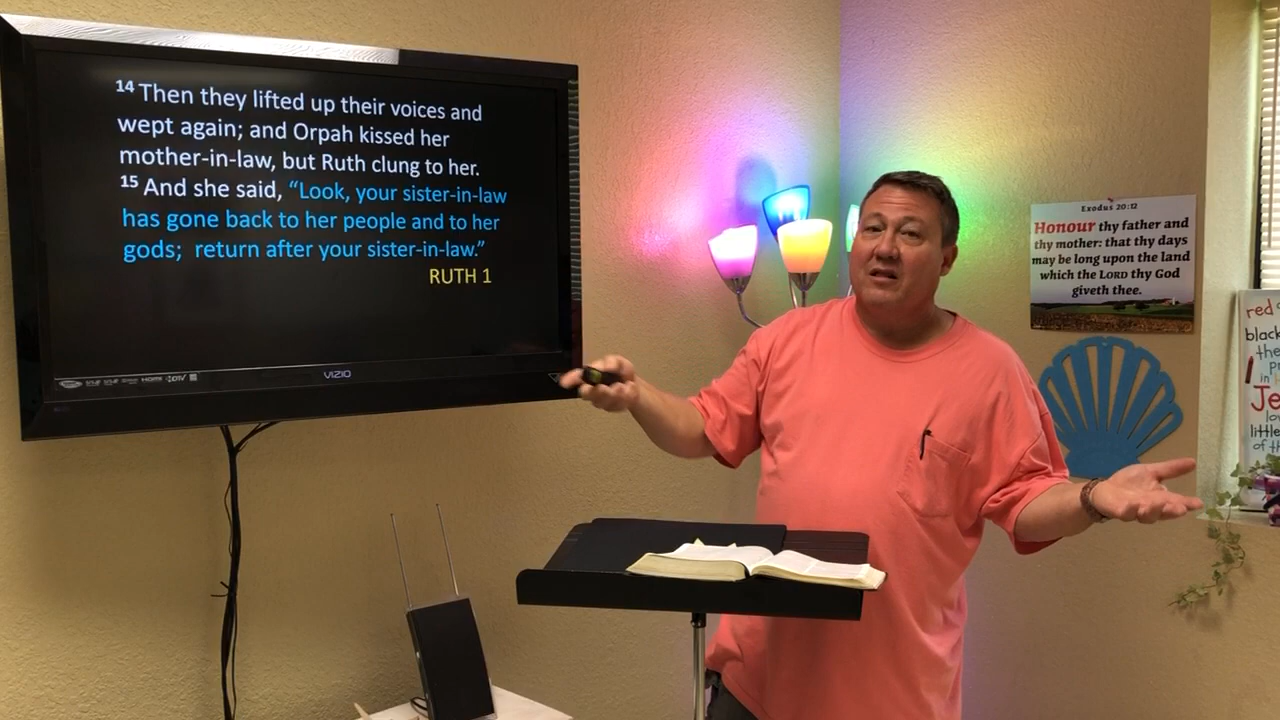 14 Then they lifted up their voices and
wept again; and Orpah kissed her
mother-in-law, but Ruth clung to her.
15 And she said, “Look, your sister-in-law
has gone back to her people and to her
gods;  return after your sister-in-law.”
RUTH 1
VIZIO
HDMI
Exodus 20:12
Honour thy father and
thy mother: that thy days
may be long upon the land
which the LORD thy God
giveth thee.
red
black
the
in
Je
little
of th